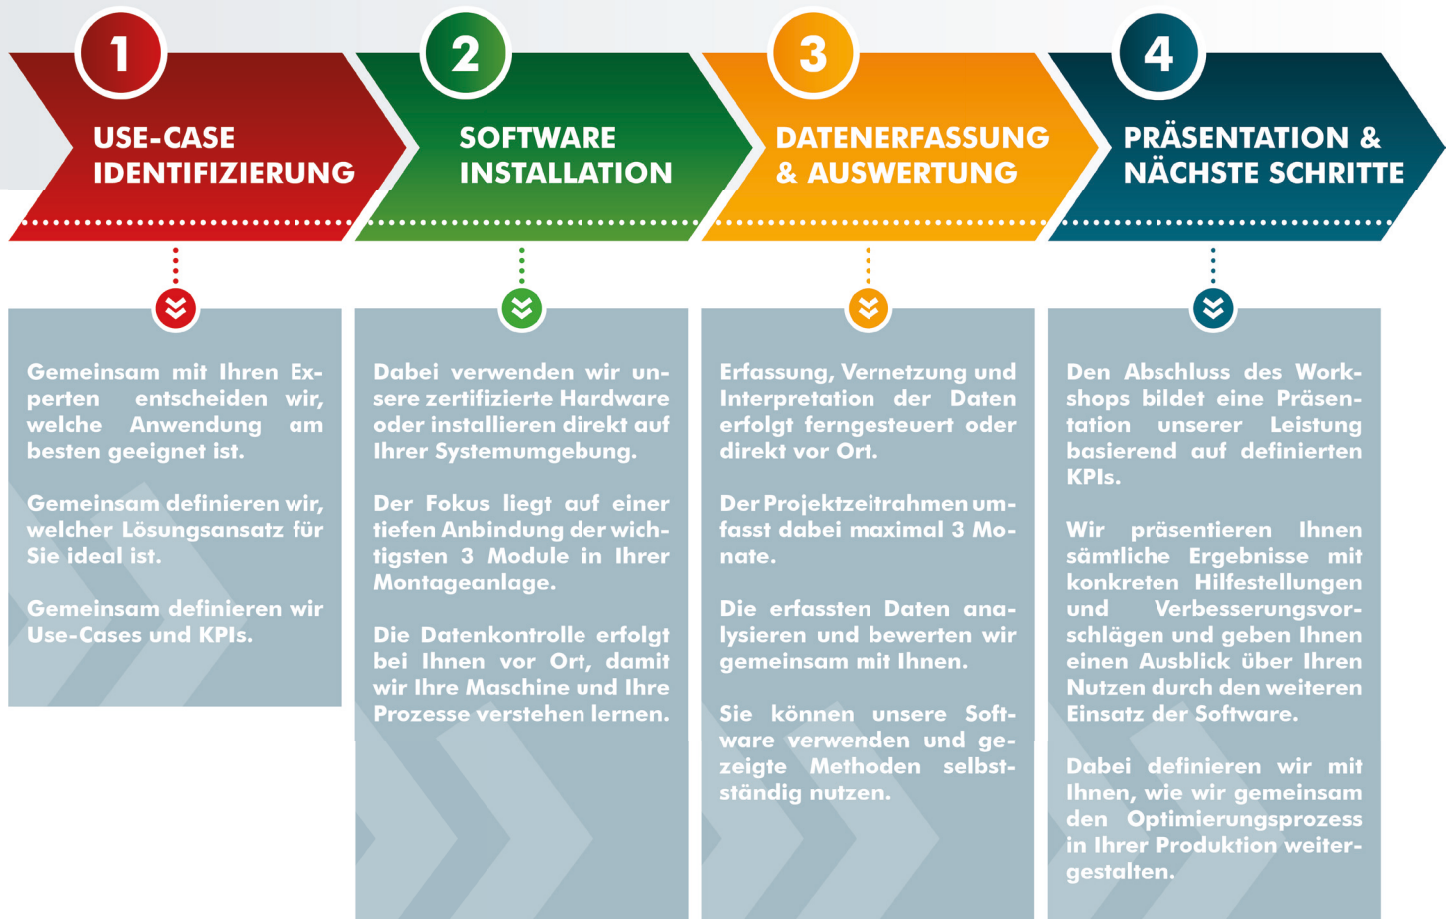 1
USE-CASE
IDENTIFIZIERUNG
2
SOFTWARE
INSTALLATION
3
DATENERFASSUNG
& AUSWERTUNG
4
PRÄSENTATION &
NÄCHSTE SCHRITTE
Gemeinsam mit Ihren Ex-
perten entscheiden wir,
welche Anwendung am
besten geeignet ist.
Gemeinsam definieren wir,
welcher Lösungsansatz für
Sie ideal ist.
Gemeinsam definieren wir
Use-Cases und KPIs.
Dabei verwenden wir un-
sere zertifizierte Hardware
oder installieren direkt auf
Ihrer Systemumgebung.
Der Fokus liegt auf einer
tiefen Anbindung der wich-
tigsten 3 Module in Ihrer
Montageanlage.
Die Datenkontrolle erfolgt
bei Ihnen vor Ort, damit
wir Ihre Maschine und Ihre
Prozesse verstehen lernen.
Erfassung, Vernetzung und
Interpretation der Daten
erfolgt ferngesteuert oder
direkt vor Ort.
Der Projektzeitrahmen um-
fasst dabei maximal 3 Mo-
nate.
Die erfassten Daten ana-
lysieren und bewerten wir
gemeinsam mit Ihnen.
Sie können unsere Soft-
ware verwenden und ge-
zeigte Methoden selbst-
ständig nutzen.
Den Abschluss des Work-
shops bildet eine Präsen-
tation unserer Leistung
basierend auf definierten
KPIs.
Wir präsentieren Ihnen
sämtliche Ergebnisse mit
konkreten Hilfestellungen
und Verbesserungsvor-
schlägen und geben Ihnen
einen Ausblick über Ihren
Nutzen durch den weiteren
Einsatz der Software.
Dabei definieren wir mit
Ihnen, wie wir gemeinsam
den Optimierungsprozess
in Ihrer Produktion weiter-
gestalten.